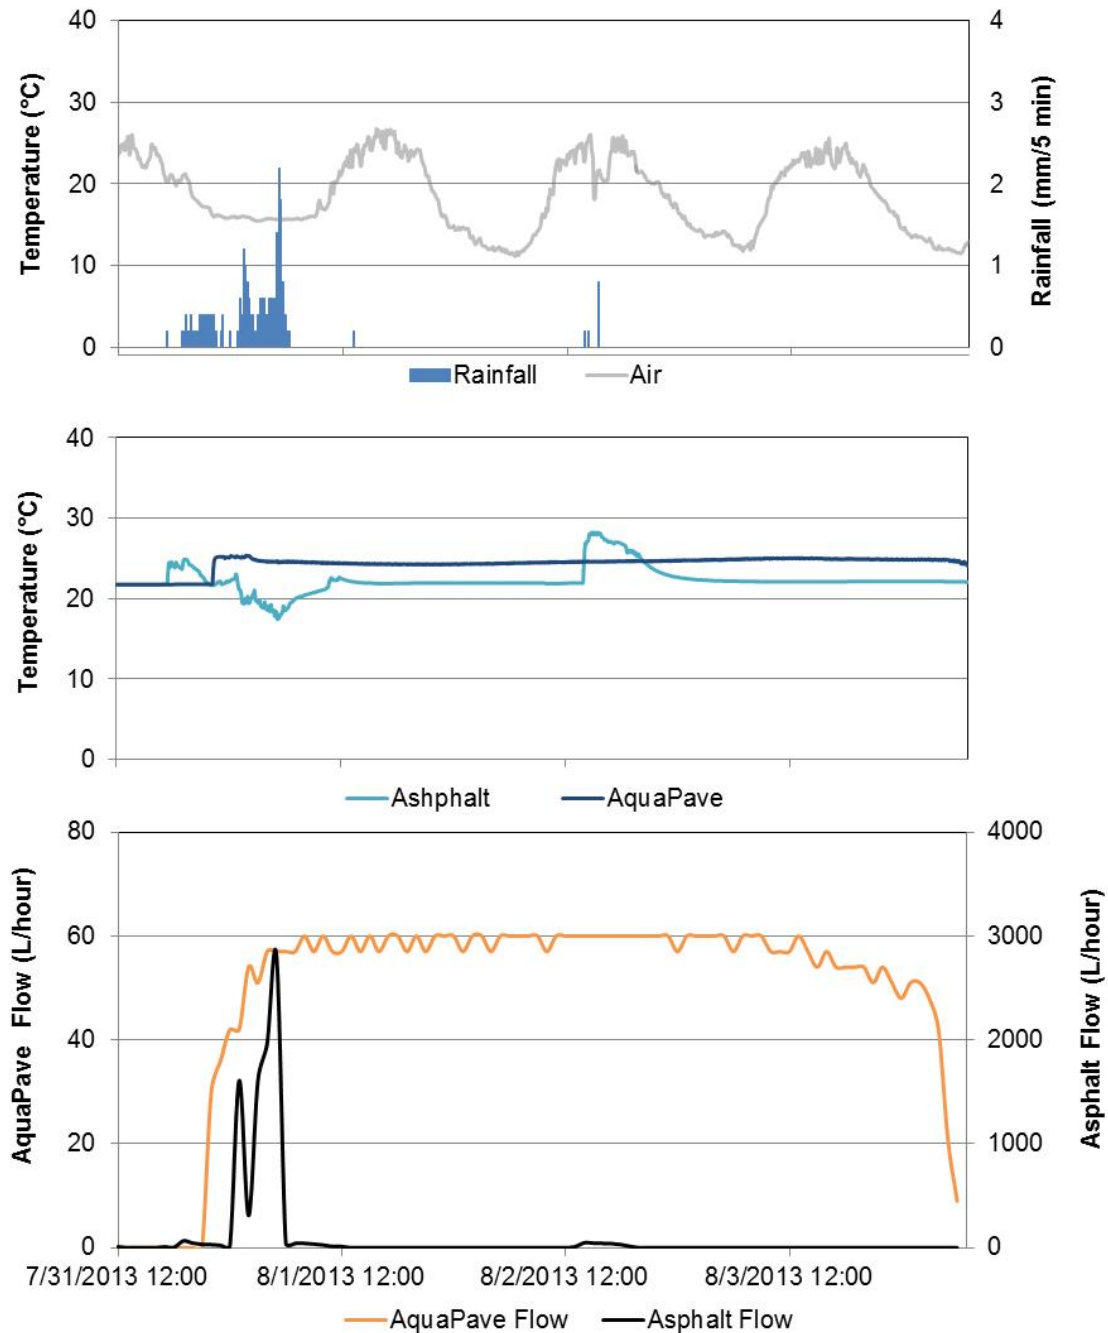 40
30
20
10
0
Temperature (°C)
4
3
2
1
0
Rainfall (mm/5 min)
Rainfall
Air
40
30
20
10
0
Temperature (°C)
Ashphalt
AquaPave
80
60
40
20
0
AquaPave Flow (L/hour)
4000
3000
2000
1000
0
Asphalt Flow (L/hour)
7/31/2013 12:00
8/1/2013 12:00
8/2/2013 12:00
8/3/2013 12:00
AquaPave Flow
Asphalt Flow